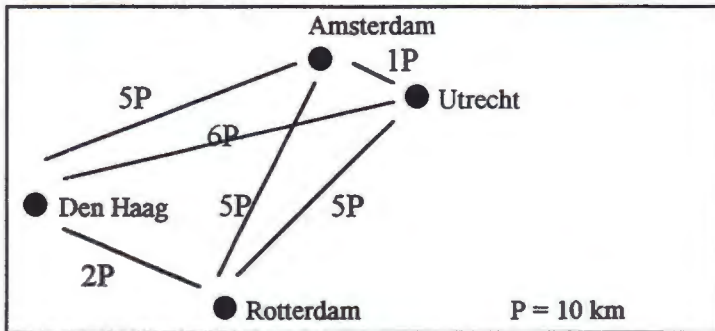 Amsterdam
1P
5P
Utrecht
6P
Den Haag
5P
5P
2P
Rotterdam
P = 10 km